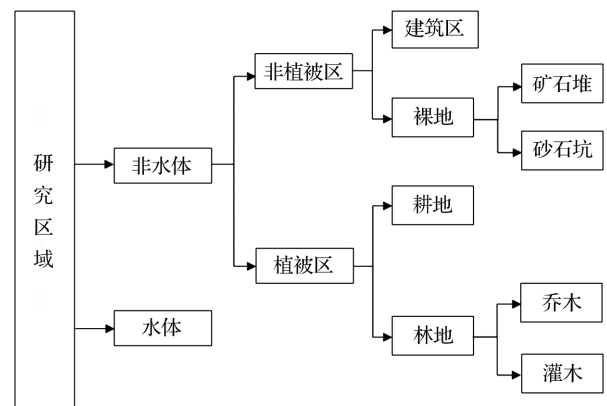 研究区域
非水体
水体
非植被区
植被区
建筑区
裸地
耕地
林地
矿石堆
砂石坑
乔木
灌木